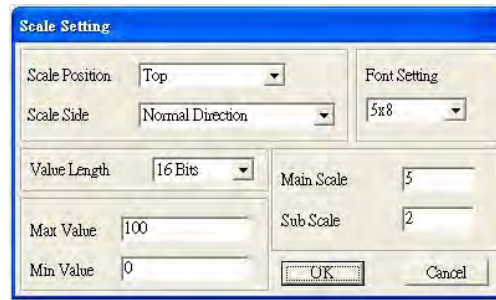 Scale Setting
Scale Position Top
Font Setting
Scale Side Normal Direction
5x8
Value Length 16 Bits
Main Scale 5
Sub Scale 2
Max Value 100
Min Value 0
OK Cancel